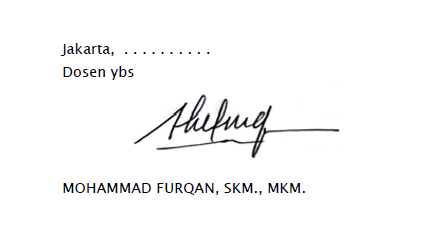 Jakarta, . . . . . . . . . .
Dosen ybs
MOHAMMAD FURQAN, SKM., MKM.